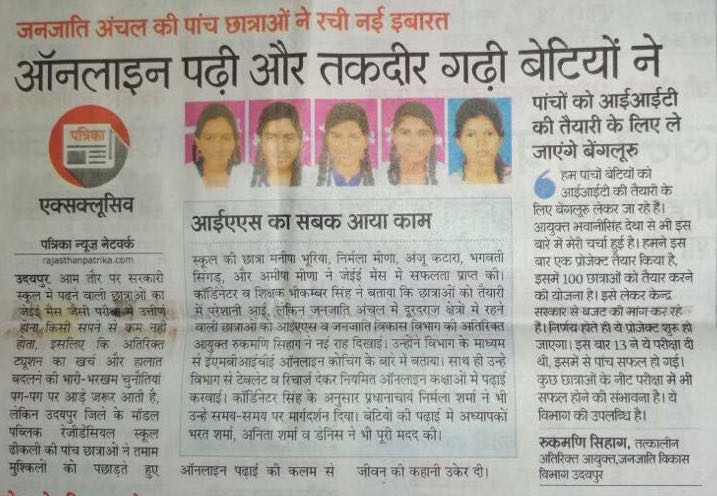 जनजाति अंचल की पांच छात्राओं ने रची नई इबारत
ऑनलाइन पढ़ी और तकदीर गढ़ी बेटियों ने
पत्रिका
एक्सक्लूसिव
पत्रिका न्यूज नेटवर्क
rajasthanpatrika.com
उदयपुर. आम तौर पर सरकारी
स्कूल में पढने वाली छात्राओं का
जेईई मैस जैसी परीक्षा में उत्तीर्ण
होना किसी सपने से कम नहीं
होता, इसलिए कि अतिरिक्त
ट्यूशन का खर्च और हालात
बदलने की भारी-भरखम चुनौतियां
पग-पग पर आड़े जरूर आती है,
लेकिन उदयपुर जिले के मॉडल
पब्लिक रेजीडेंसियल स्कूल
ढीकली की पांच छात्राओं ने तमाम
मुश्किलों को पछाड़ते हुए
ऑनलाइन पढ़ाई की कलम से
जीवन की कहानी उकेर दी।
आईएएस का सबक आया काम
स्कूल की छात्रा मनीषा भूरिया, निर्मला मीणा, अंजू कटारा, भगवती
सिगड़, और अमीषा मीणा ने जेईई मेंस में सफलता प्राप्त की।
कॉर्डिनेटर व शिक्षक भीकम्बर सिंह ने बताया कि छात्राओं को तैयारी
में परेशानी आई, लेकिन जनजाति अंचल में दूरदराज क्षेत्रों में रहने
वाली छात्राओं को आईएएस व जनजाति विकास विभाग की अतिरिक्त
आयुक्त रुकमणि सिहाग ने नई राह दिखाई। उन्होंने विभाग के माध्यम
से ईएमबीआईबीई ऑनलाइन कोचिंग के बारे में बताया। साथ ही उन्हें
विभाग से टेबलेट व रिचार्ज देकर नियमित ऑनलाइन कक्षाओं में पढ़ाई
करवाई। कॉर्डिनेटर सिंह के अनुसार प्रधानाचार्य निर्मला शर्मा ने भी
उन्हें समय-समय पर मार्गदर्शन दिया। बेटियों की पढाई में अध्यापकों
भरत शर्मा, अनिता शर्मा व डेनिस ने भी पूरी मदद की।
पांचों को आईआईटी
की तैयारी के लिए ले
जाएंगे बेंगलूरु
हम पांचों बेटियों को
आईआईटी की तैयारी के
लिए बेंगलूरु लेकर जा रहे हैं।
आयुक्त भवानीसिंह देथा से भी इस
बारे में मेरी चर्चा हुई है। हमने इस
बार एक प्रोजेक्ट तैयार किया है,
इसमें 100 छात्राओं को तैयार करने
की योजना है। इसे लेकर केन्द्र
सरकार से बजट की मांग कर रहे
है। निर्णय होते ही ये प्रोजेक्ट शुरू हो
जाएगा। इस बार 13 ने ये परीक्षा दी
थी, इसमें से पांच सफल हो गई।
कुछ छात्राओं के नीट परीक्षा में भी
सफल होने की संभावना है। ये
विभाग की उपलब्धि है।
रुकमणि सिहाग, तत्कालीन
अतिरिक्त आयुक्त,जनजाति विकास
विभाग उदयपुर